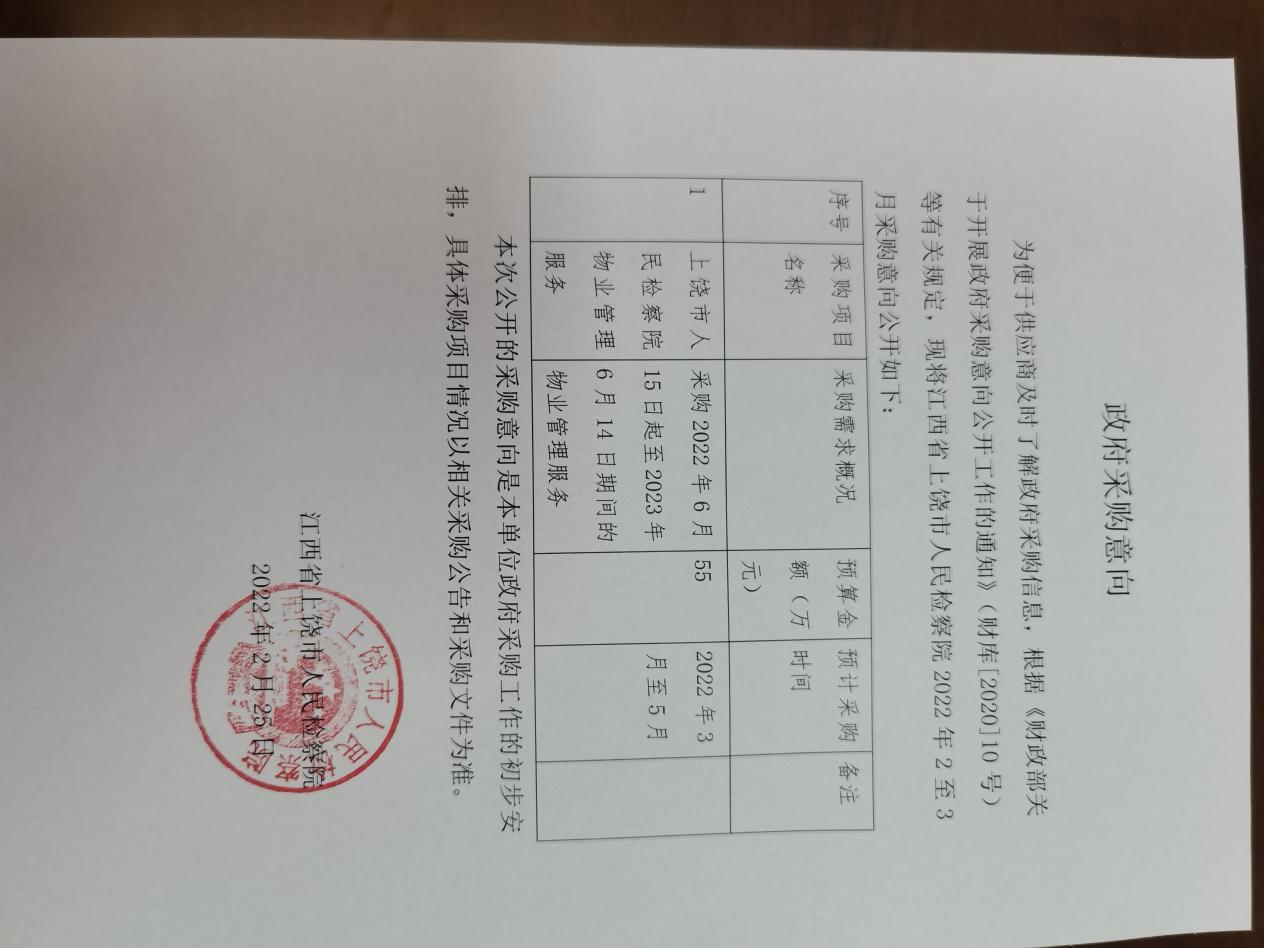 政府采购意向
为便于供应商及时了解政府采购信息，根据《财政部关
于开展政府采购意向公开工作的通知》（财库[2020]10号）
等有关规定，现将江西省上饶市人民检察院2022年2至3
月采购意向公开如下：
序号 采购项目 采购需求概况 预算金 预计采购 备注
名称 额（万 时间
元）
1 上饶市人 采购2022年6月 55 2022年3
民检察院 15日起至2023年 月至5月
物业管理 6月14日期间的
服务 物业管理服务
本次公开的采购意向是本单位政府采购工作的初步安
排，具体采购项目情况以相关采购公告和采购文件为准。
江西省上饶市人民检察院
2022年2月25日